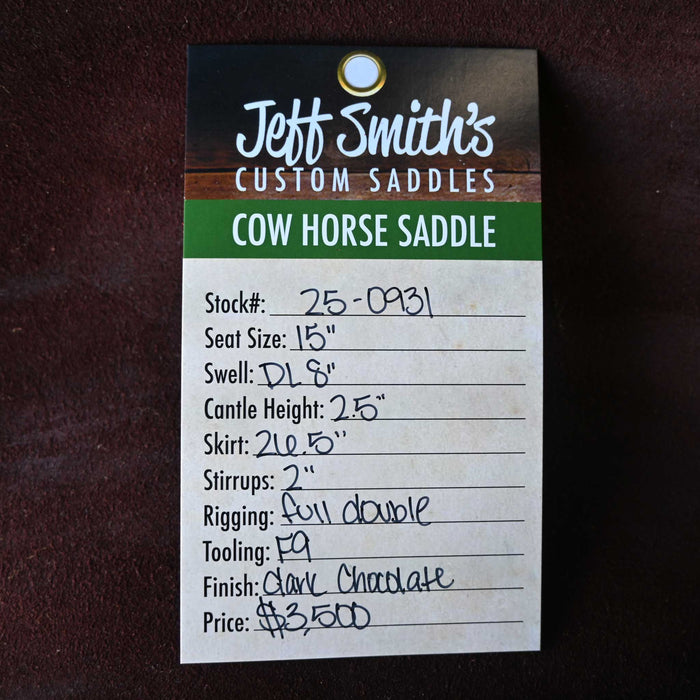 Jeff Smith's
CUSTOM SADDLES
COW HORSE SADDLE
Stock#: 25-0931
Seat Size: 15"
Swell: DL 8"
Cantle Height: 2.5"
Skirt: 26.5"
Stirrups: 2"
Rigging: full double
Tooling: F9
Finish: dark Chocolate
Price: $3,500